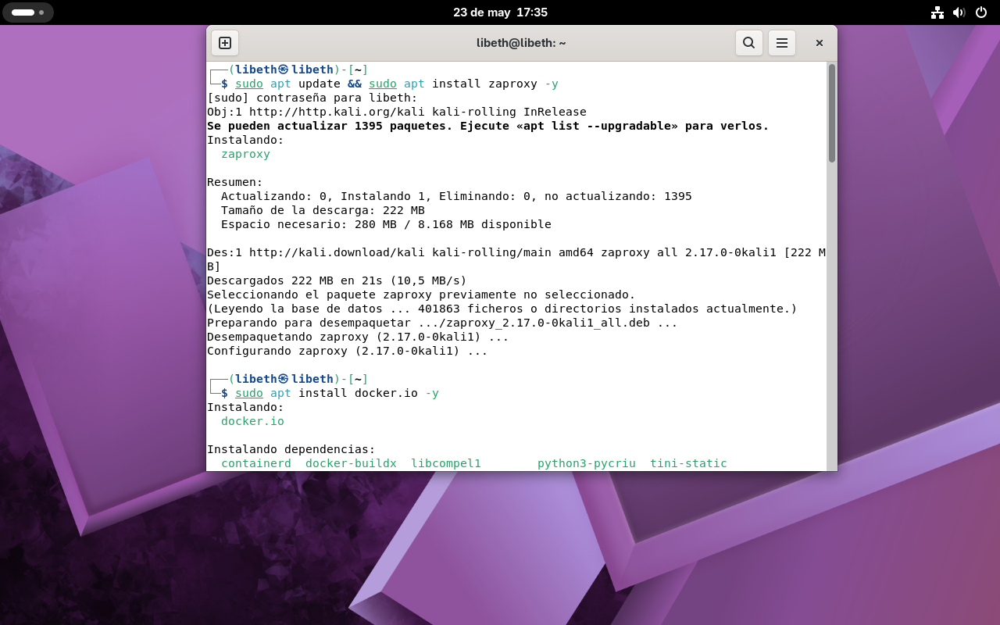 23 de may 17:35
libeth@libeth: ~
┌──(libeth㉿libeth)-[~]
└─$ sudo apt update && sudo apt install zaproxy -y
[sudo] contraseña para libeth:
Obj:1 http://http.kali.org/kali kali-rolling InRelease
Se pueden actualizar 1395 paquetes. Ejecute «apt list --upgradable» para verlos.
Instalando:
  zaproxy
Resumen:
  Actualizando: 0, Instalando 1, Eliminando: 0, no actualizando: 1395
  Tamaño de la descarga: 222 MB
  Espacio necesario: 280 MB / 8.168 MB disponible
Des:1 http://kali.download/kali kali-rolling/main amd64 zaproxy all 2.17.0-0kali1 [222 M
B]
Descargados 222 MB en 21s (10,5 MB/s)
Seleccionando el paquete zaproxy previamente no seleccionado.
(Leyendo la base de datos ... 401863 ficheros o directorios instalados actualmente.)
Preparando para desempaquetar .../zaproxy_2.17.0-0kali1_all.deb ...
Desempaquetando zaproxy (2.17.0-0kali1) ...
Configurando zaproxy (2.17.0-0kali1) ...
┌──(libeth㉿libeth)-[~]
└─$ sudo apt install docker.io -y
Instalando:
  docker.io
Instalando dependencias:
  containerd  docker-buildx  libcompel1        python3-pycriu  tini-static